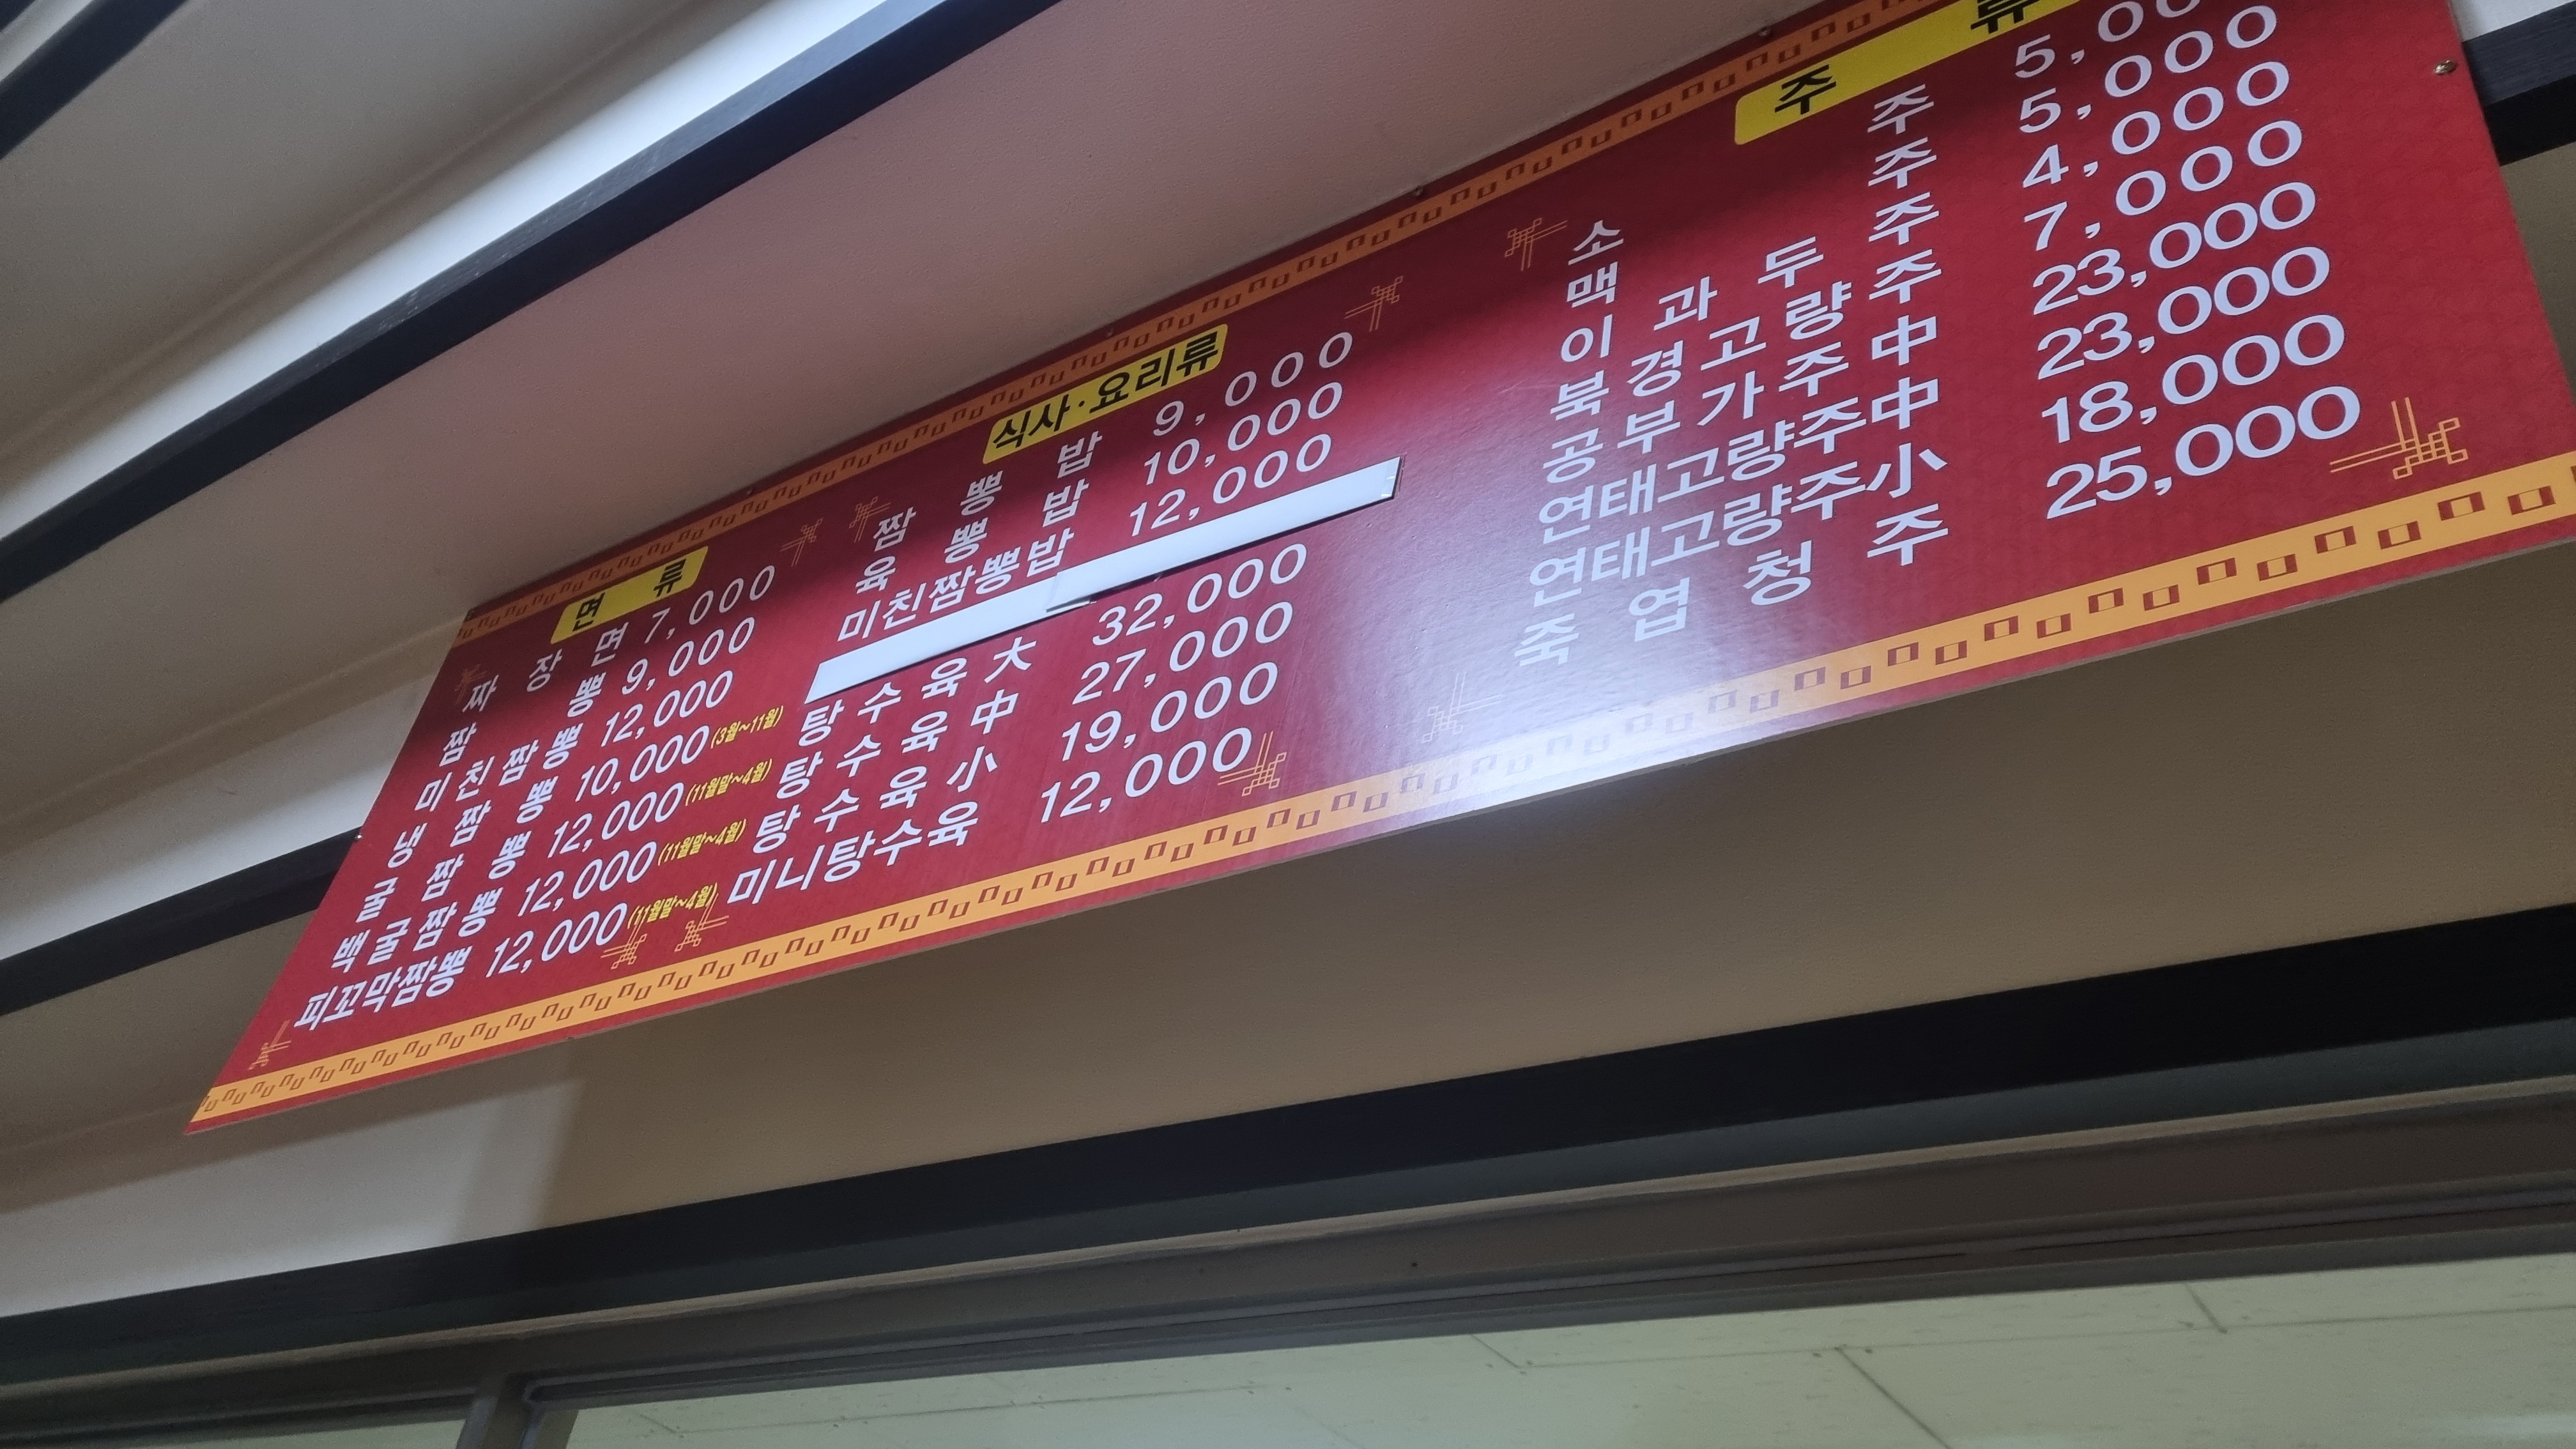 면 류
짜 장 면 7,000
짬 뽕 9,000
미 친 짬 뽕 12,000
냉 짬 뽕 10,000 (3월~11월)
굴 짬 뽕 12,000 (11월말~4월)
백 굴 짬 뽕 12,000 (11월말~4월)
피꼬막짬뽕 12,000 (11월말~4월)
식사·요리류
짬 뽕 밥 9,000
육 뽕 밥 10,000
미친짬뽕밥 12,000
탕 수 육 大 32,000
탕 수 육 中 27,000
탕 수 육 小 19,000
미니탕수육 12,000
주 류
소 주 5,00
맥 주 5,000
이 과 두 주 4,000
북 경 고 량 주 7,000
공 부 가 주 中 23,000
연태고량주中 23,000
연태고량주小 18,000
죽 엽 청 주 25,000